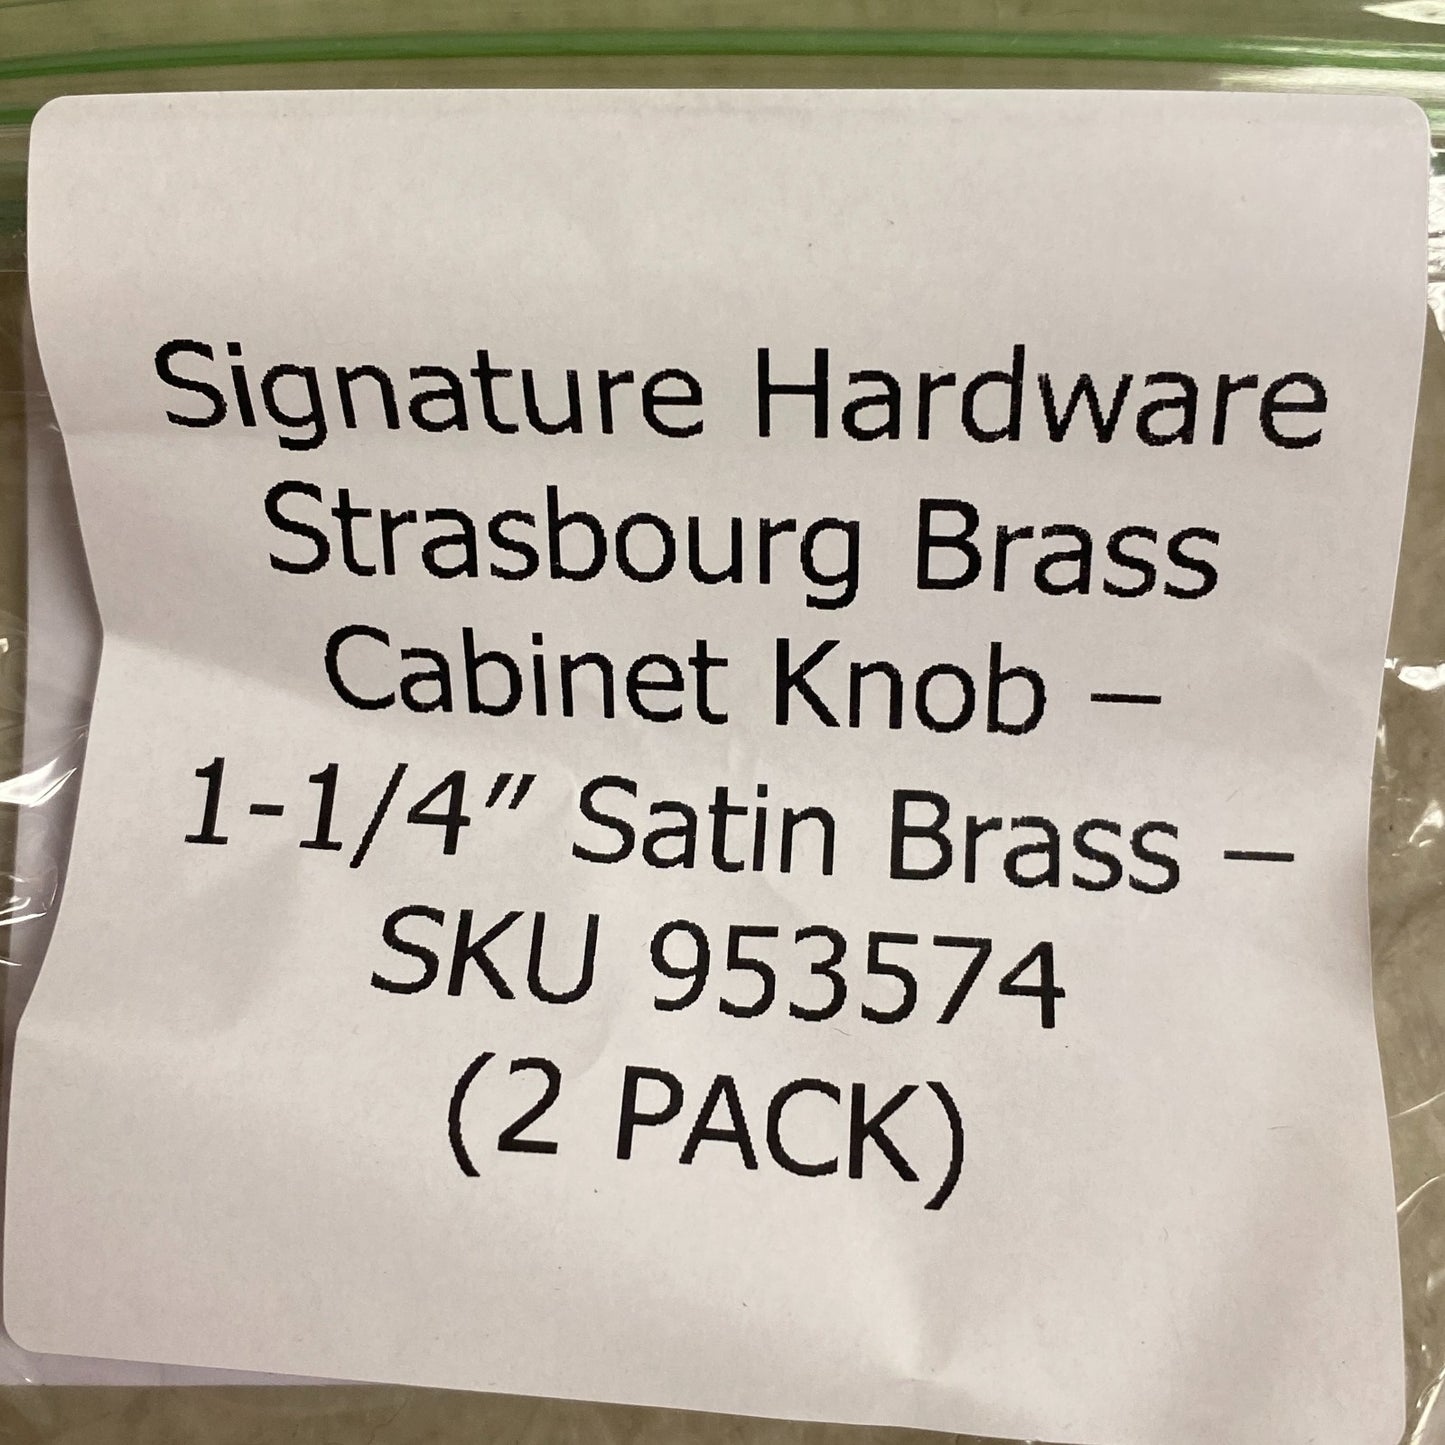 Signature Hardware
Strasbourg Brass
Cabinet Knob –
1-1/4” Satin Brass –
SKU 953574
(2 PACK)